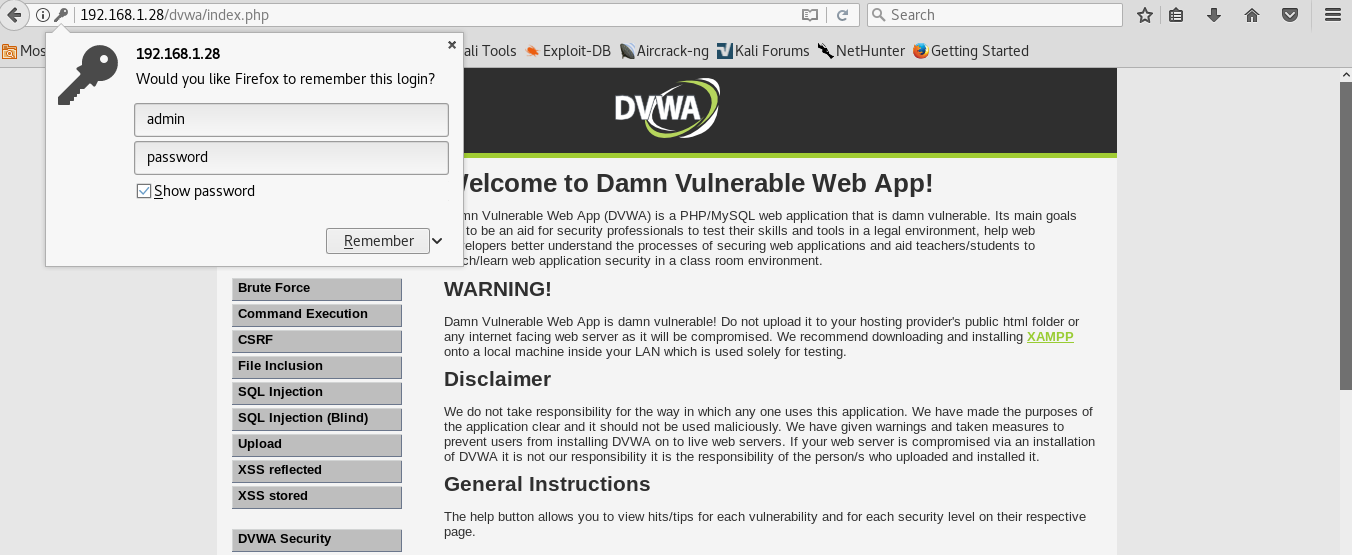 192.168.1.28/dvwa/index.php
Search
Mos
ali Tools
Exploit-DB
Aircrack-ng
Kali Forums
NetHunter
Getting Started
192.168.1.28
Would you like Firefox to remember this login?
admin
password
Show password
Remember
DVWA
elcome to Damn Vulnerable Web App!
mn Vulnerable Web App (DVWA) is a PHP/MySQL web application that is damn vulnerable. Its main goals
to be an aid for security professionals to test their skills and tools in a legal environment, help web
velopers better understand the processes of securing web applications and aid teachers/students to
ch/learn web application security in a class room environment.
Brute Force
Command Execution
CSRF
File Inclusion
SQL Injection
SQL Injection (Blind)
Upload
XSS reflected
XSS stored
DVWA Security
WARNING!
Damn Vulnerable Web App is damn vulnerable! Do not upload it to your hosting provider's public html folder or
any internet facing web server as it will be compromised. We recommend downloading and installing XAMPP
onto a local machine inside your LAN which is used solely for testing.
Disclaimer
We do not take responsibility for the way in which any one uses this application. We have made the purposes of
the application clear and it should not be used maliciously. We have given warnings and taken measures to
prevent users from installing DVWA on to live web servers. If your web server is compromised via an installation
of DVWA it is not our responsibility it is the responsibility of the person/s who uploaded and installed it.
General Instructions
The help button allows you to view hits/tips for each vulnerability and for each security level on their respective
page.